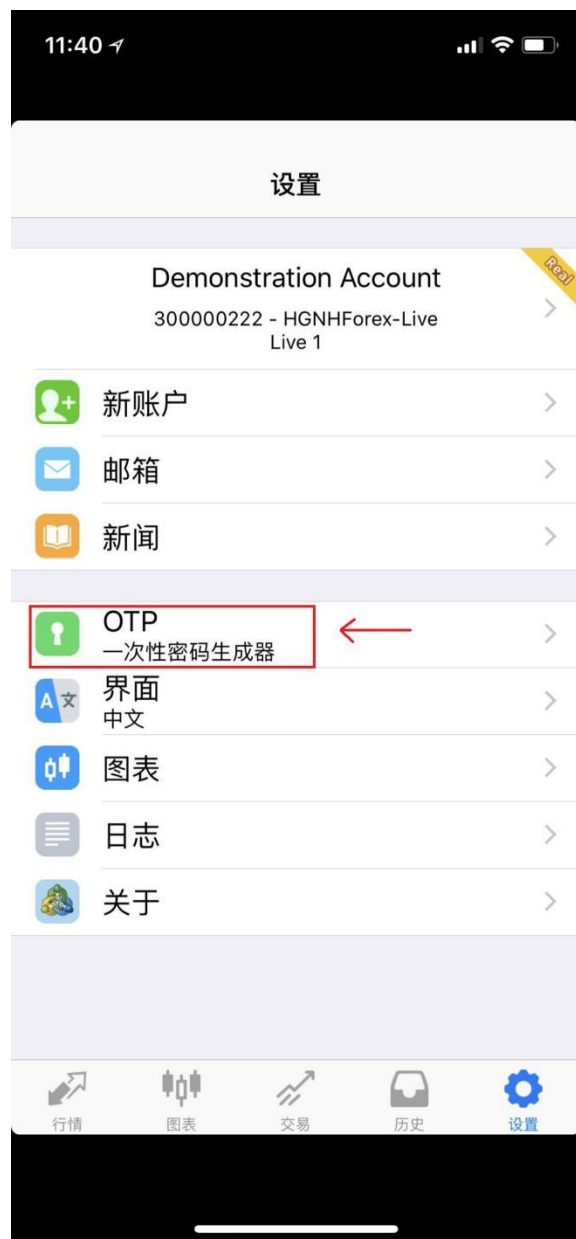 11:40
设置
Demonstration Account
Real
300000222 - HGNHForex-Live
Live 1
新账户
邮箱
新闻
OTP
一次性密码生成器
A 文
界面
中文
图表
日志
关于
行情
图表
交易
历史
设置